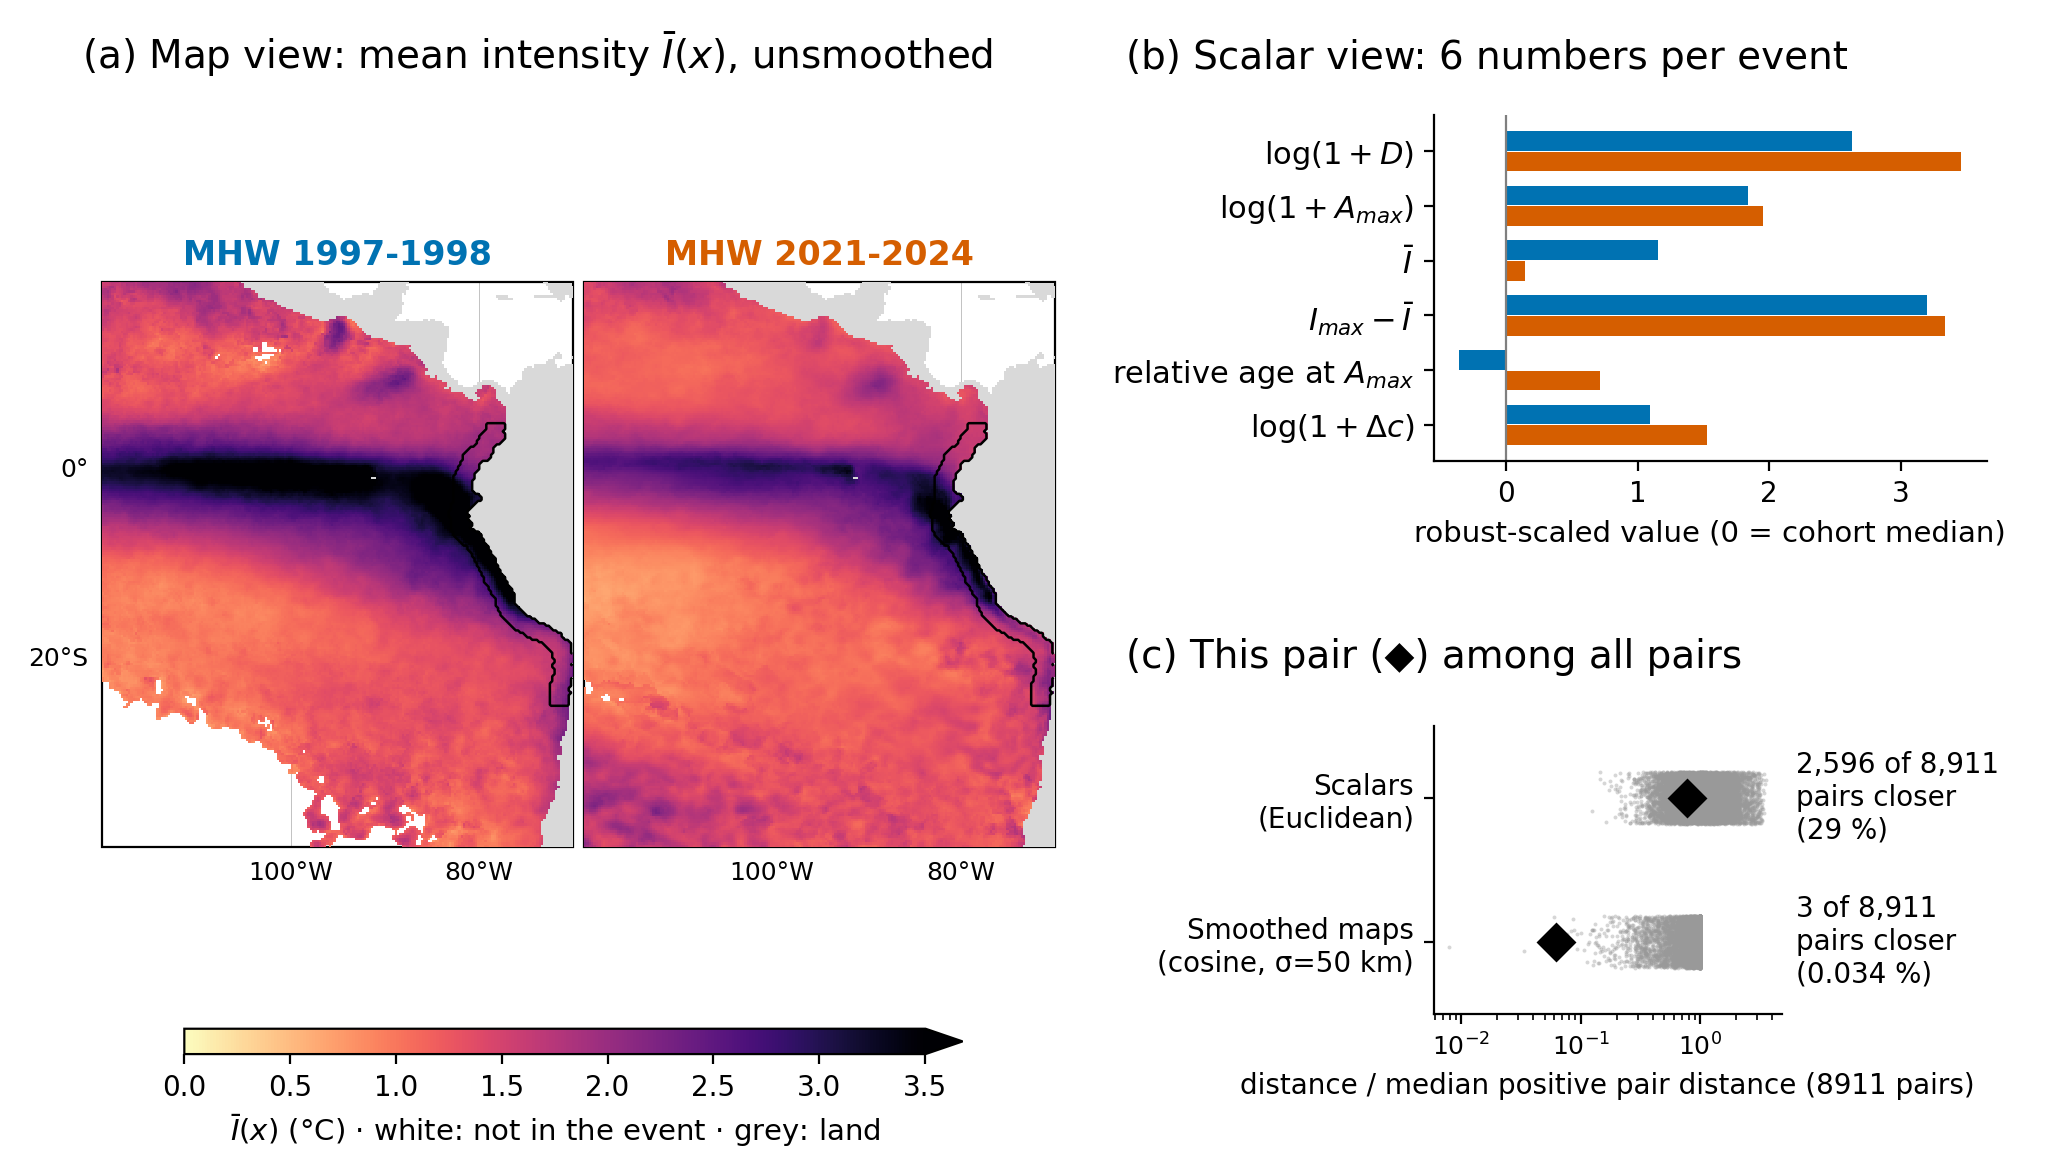 (a) Map view: mean intensity Ī(x), unsmoothed
MHW 1997-1998
MHW 2021-2024
0°
20°S
100°W
80°W
100°W
80°W
0.0
0.5
1.0
1.5
2.0
2.5
3.0
3.5
Ī(x) (°C) · white: not in the event · grey: land
(b) Scalar view: 6 numbers per event
log(1 + D)
log(1 + A_max)
Ī
I_max − Ī
relative age at A_max
log(1 + Δc)
0
1
2
3
robust-scaled value (0 = cohort median)
(c) This pair (◆) among all pairs
Scalars
(Euclidean)
2,596 of 8,911
pairs closer
(29 %)
Smoothed maps
(cosine, σ=50 km)
3 of 8,911
pairs closer
(0.034 %)
10⁻²
10⁻¹
10⁰
distance / median positive pair distance (8911 pairs)